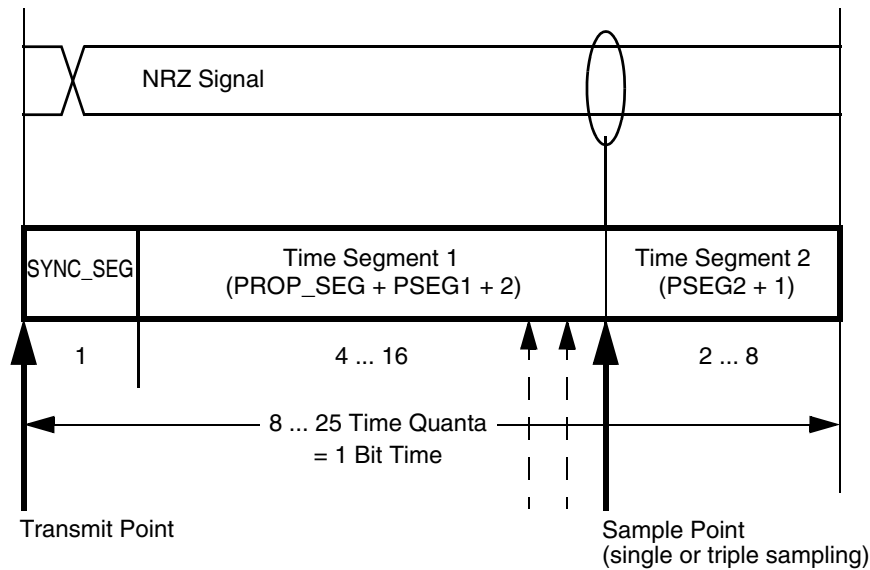 NRZ Signal
SYNC_SEG
Time Segment 1
(PROP_SEG + PSEG1 + 2)
Time Segment 2
(PSEG2 + 1)
1
4 ... 16
2 ... 8
8 ... 25 Time Quanta
= 1 Bit Time
Transmit Point
Sample Point
(single or triple sampling)